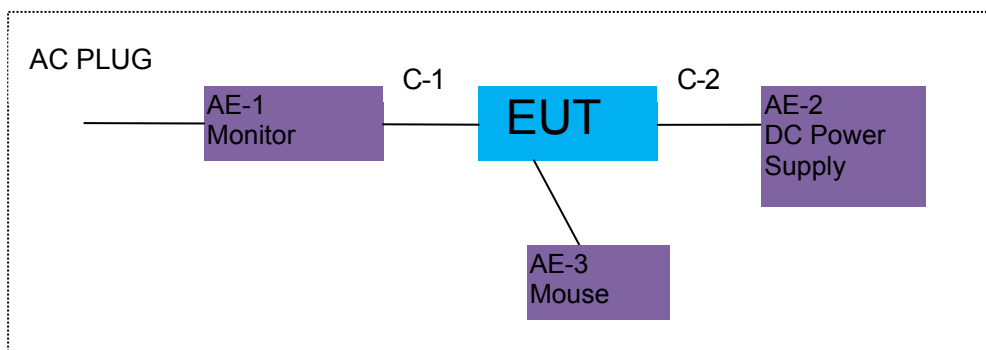 AC PLUG
C-1
C-2
AE-1
Monitor
EUT
AE-2
DC Power
Supply
AE-3
Mouse